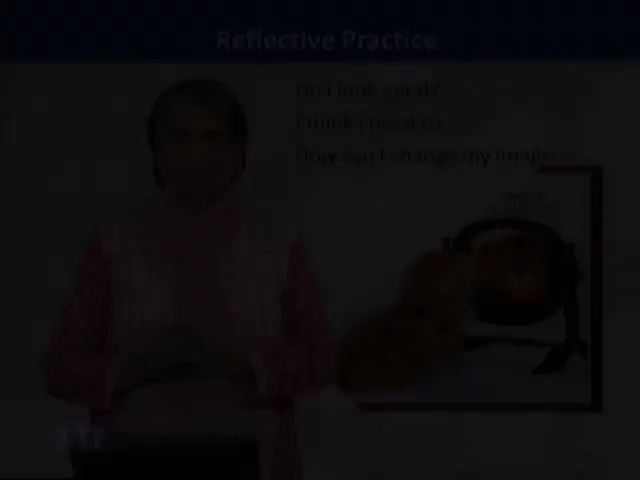 Reflective Practice
Do I look good?
I think I need to...
How can I change my image